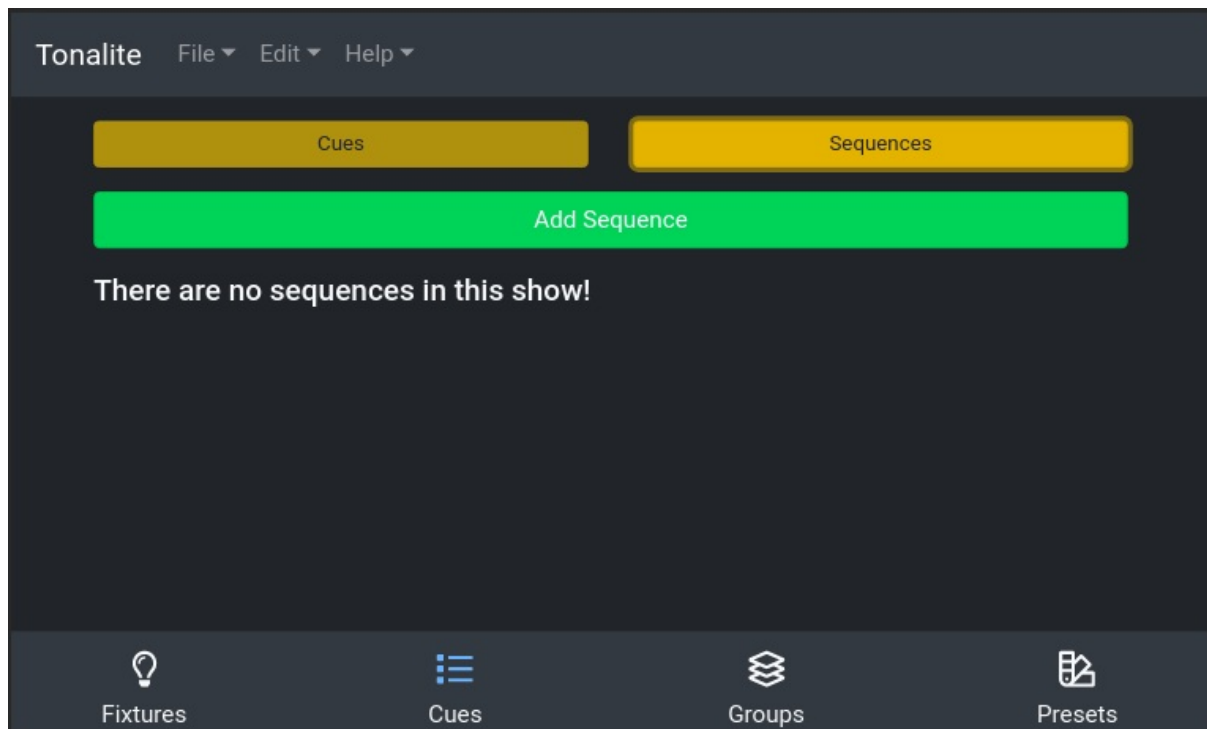 Tonalite File Edit Help
Cues Sequences
Add Sequence
There are no sequences in this show!
Fixtures Cues Groups Presets